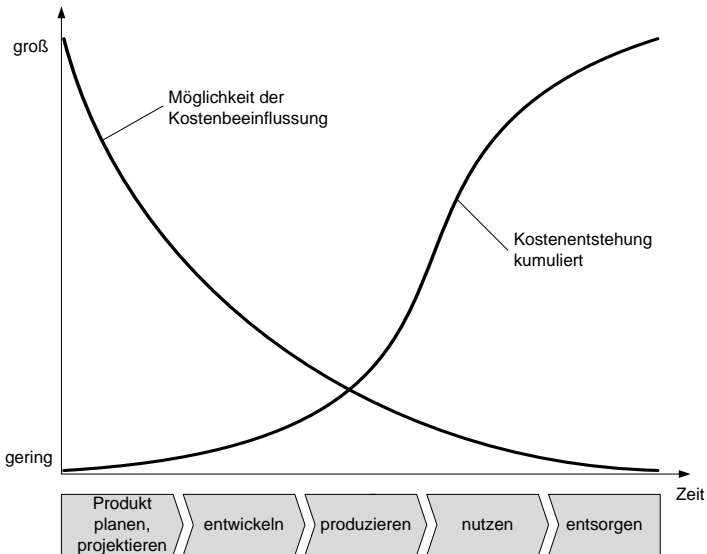 groß
Möglichkeit der
Kostenbeeinflussung
Kostenentstehung
kumuliert
gering
Zeit
Produkt
planen,
projektieren
entwickeln
produzieren
nutzen
entsorgen